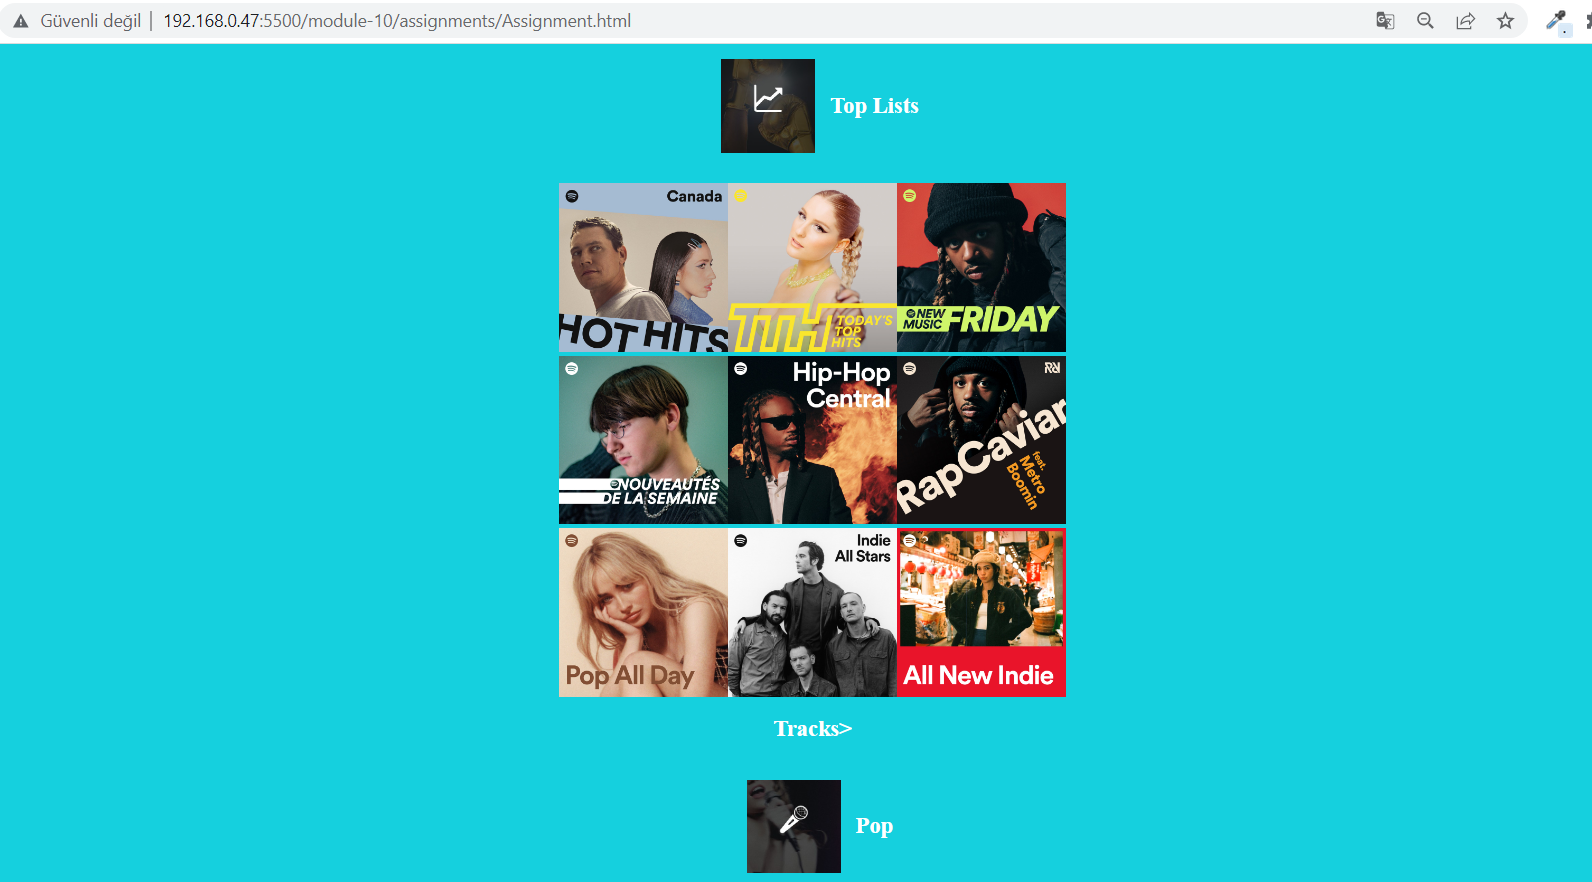 Güvenli değil | 192.168.0.47:5500/module-10/assignments/Assignment.html
Top Lists
Canada
HOT HITS
TTH TODAY'S
TOP
HITS
NEW
MUSIC FRIDAY
NOUVEAUTÉS
DE LA SEMAINE
Hip-Hop
Central
RapCaviar
feat.
Metro
Boomin
Pop All Day
Indie
All Stars
All New Indie
Tracks>
Pop